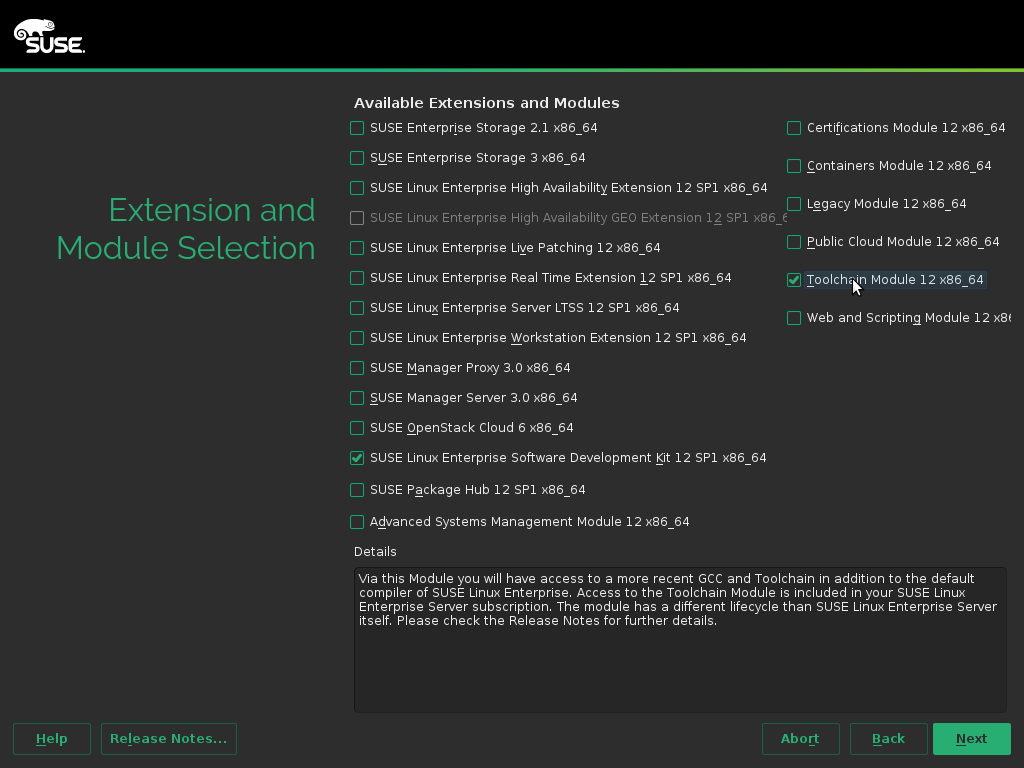 SUSE
Extension and
Module Selection
Available Extensions and Modules
SUSE Enterprise Storage 2.1 x86_64
SUSE Enterprise Storage 3 x86_64
SUSE Linux Enterprise High Availability Extension 12 SP1 x86_64
SUSE Linux Enterprise High Availability GEO Extension 12 SP1 x86_6
SUSE Linux Enterprise Live Patching 12 x86_64
SUSE Linux Enterprise Real Time Extension 12 SP1 x86_64
SUSE Linux Enterprise Server LTSS 12 SP1 x86_64
SUSE Linux Enterprise Workstation Extension 12 SP1 x86_64
SUSE Manager Proxy 3.0 x86_64
SUSE Manager Server 3.0 x86_64
SUSE OpenStack Cloud 6 x86_64
SUSE Linux Enterprise Software Development Kit 12 SP1 x86_64
SUSE Package Hub 12 SP1 x86_64
Advanced Systems Management Module 12 x86_64
Certifications Module 12 x86_64
Containers Module 12 x86_64
Legacy Module 12 x86_64
Public Cloud Module 12 x86_64
Toolchain Module 12 x86_64
Web and Scripting Module 12 x86
Details
Via this Module you will have access to a more recent GCC and Toolchain in addition to the default
compiler of SUSE Linux Enterprise. Access to the Toolchain Module is included in your SUSE Linux
Enterprise Server subscription. The module has a different lifecycle than SUSE Linux Enterprise Server
itself. Please check the Release Notes for further details.
Help
Release Notes...
Abort
Back
Next